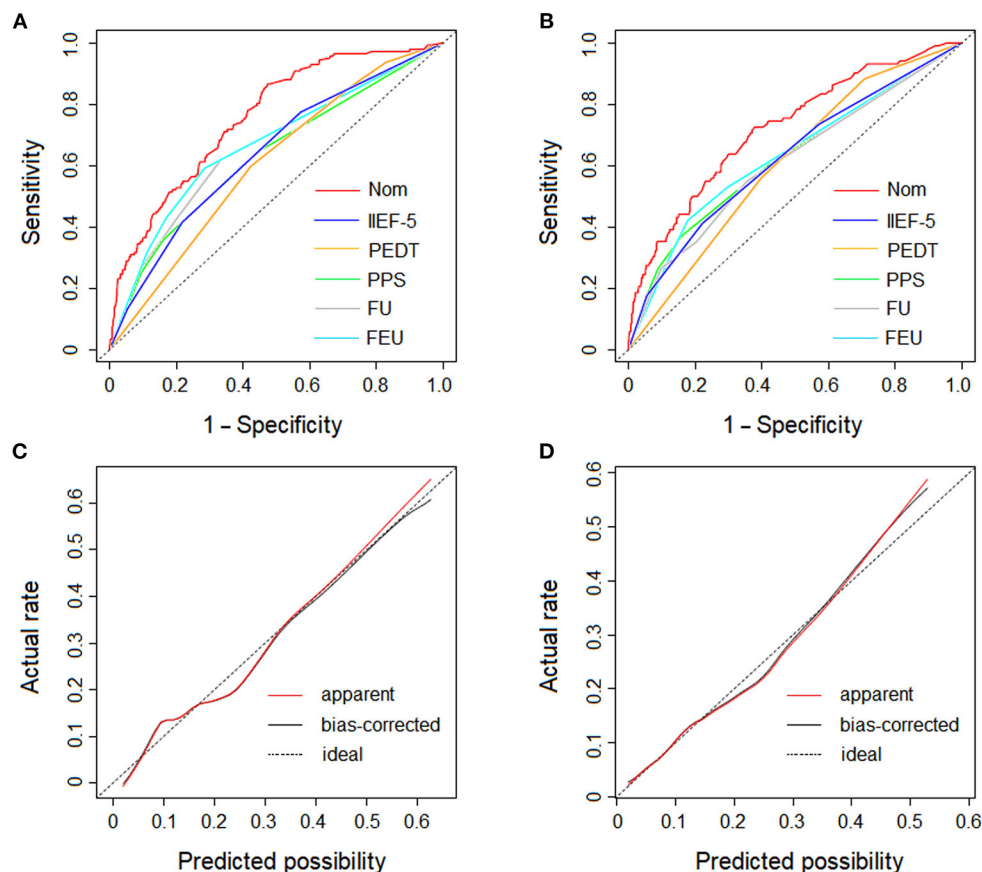 A
Sensitivity
1.0
0.8
0.6
0.4
0.2
0
Nom
IIEF-5
PEDT
PPS
FU
FEU
0 0.2 0.4 0.6 0.8 1.0
1 – Specificity
B
Sensitivity
1.0
0.8
0.6
0.4
0.2
0
Nom
IIEF-5
PEDT
PPS
FU
FEU
0 0.2 0.4 0.6 0.8 1.0
1 – Specificity
C
Actual rate
0.6
0.5
0.4
0.3
0.2
0.1
0
apparent
bias-corrected
ideal
0 0.1 0.2 0.3 0.4 0.5 0.6
Predicted possibility
D
Actual rate
0.6
0.5
0.4
0.3
0.2
0.1
0
apparent
bias-corrected
ideal
0 0.1 0.2 0.3 0.4 0.5 0.6
Predicted possibility